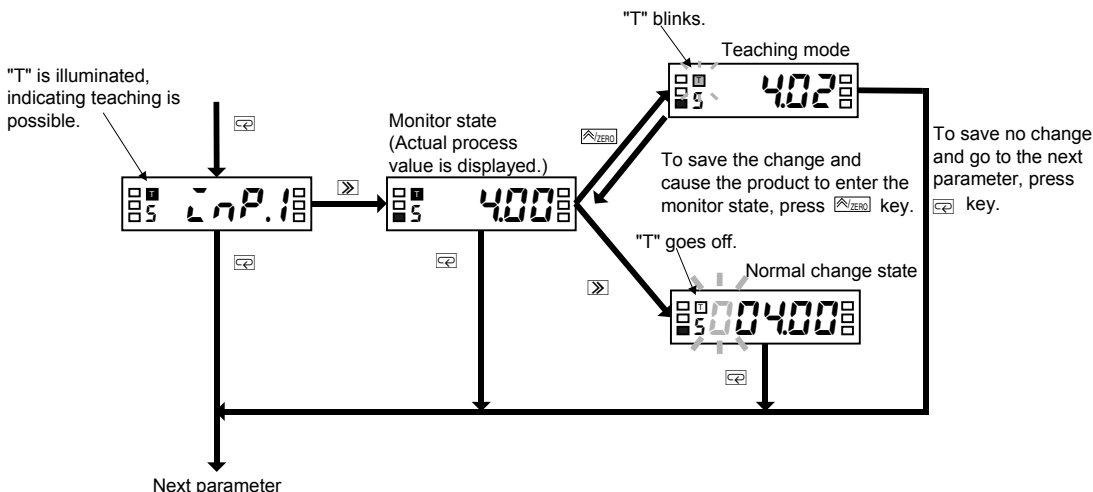 "T" blinks.
Teaching mode
"T" is illuminated,
indicating teaching is
possible.
T
S 4.02
Monitor state
(Actual process
value is displayed.)
/ZERO
To save no change
and go to the next
parameter, press
key.
T
S inP.1
T
S 4.00
To save the change and
cause the product to enter the
monitor state, press /ZERO key.
"T" goes off.
Normal change state
T
S 004.00
Next parameter